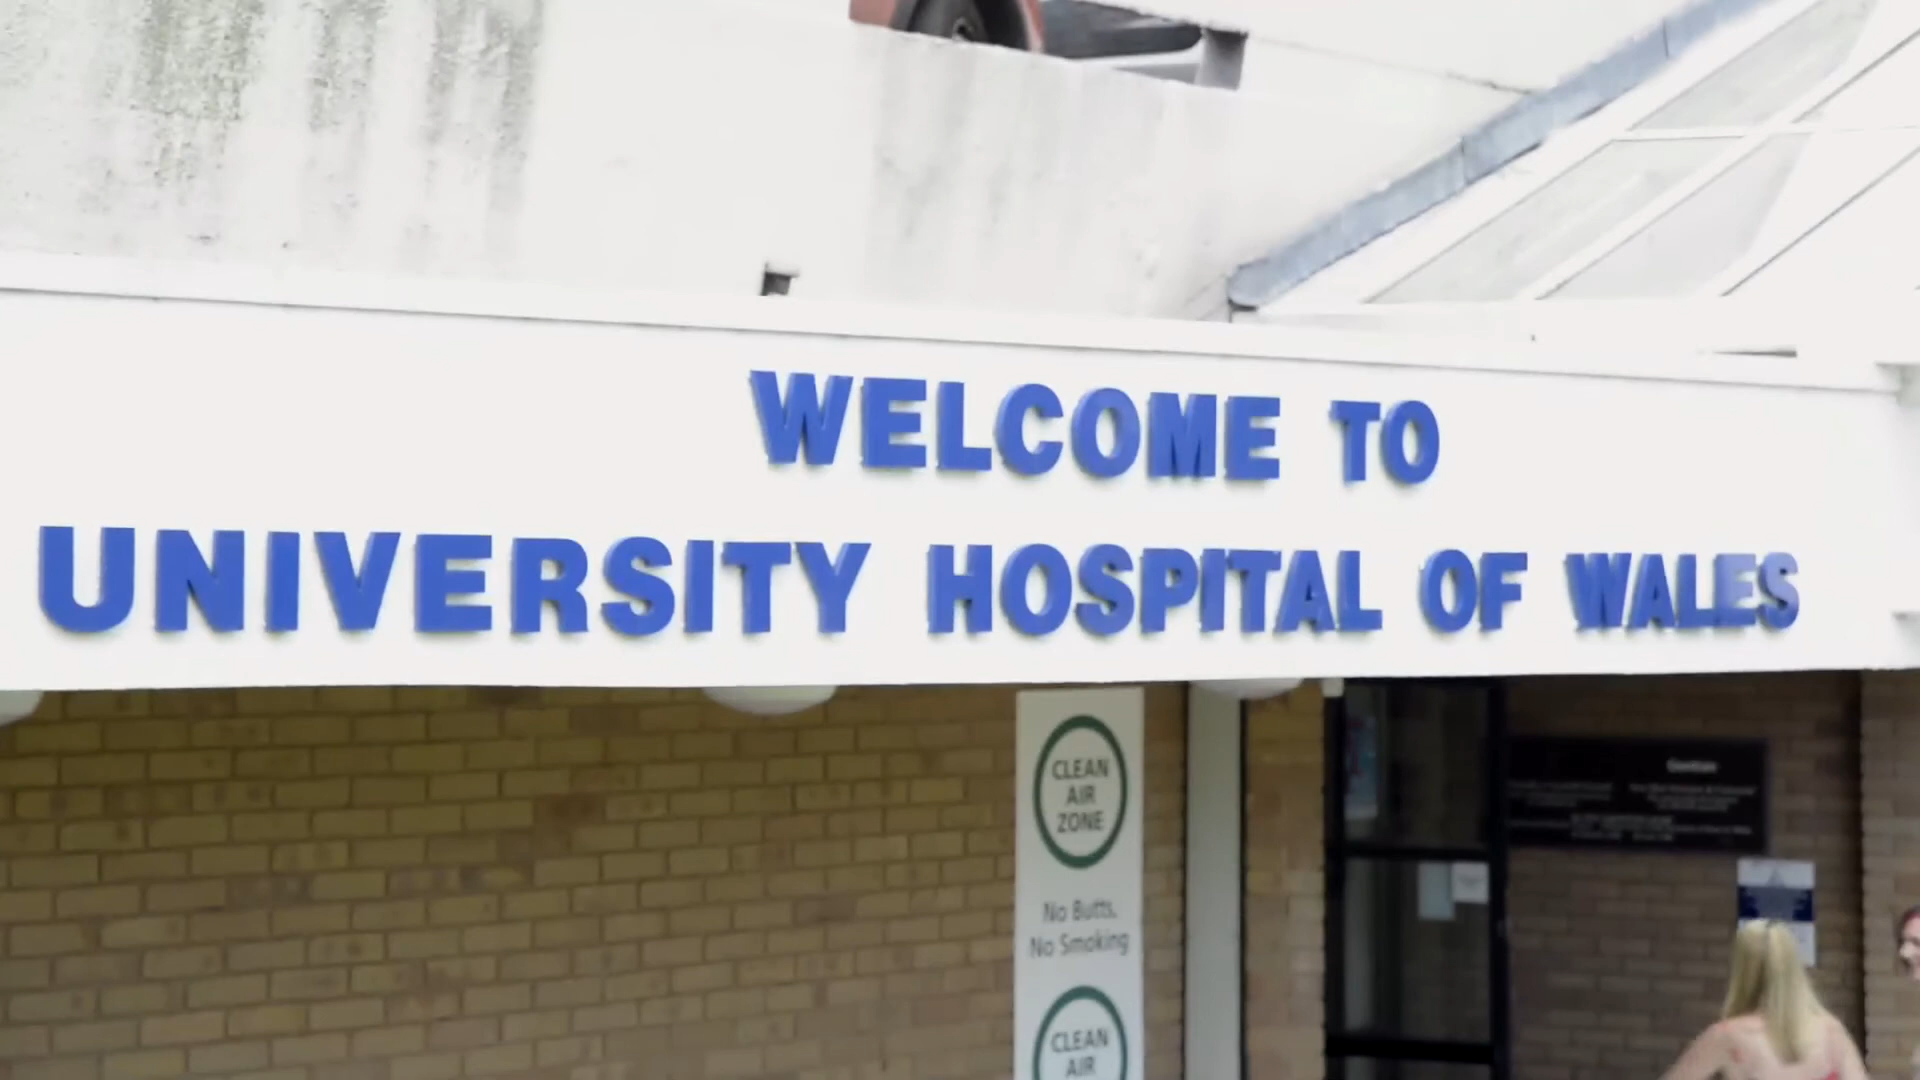 WELCOME TO
UNIVERSITY HOSPITAL OF WALES
CLEAN
AIR
ZONE
No Butts.
No Smoking
CLEAN
AIR